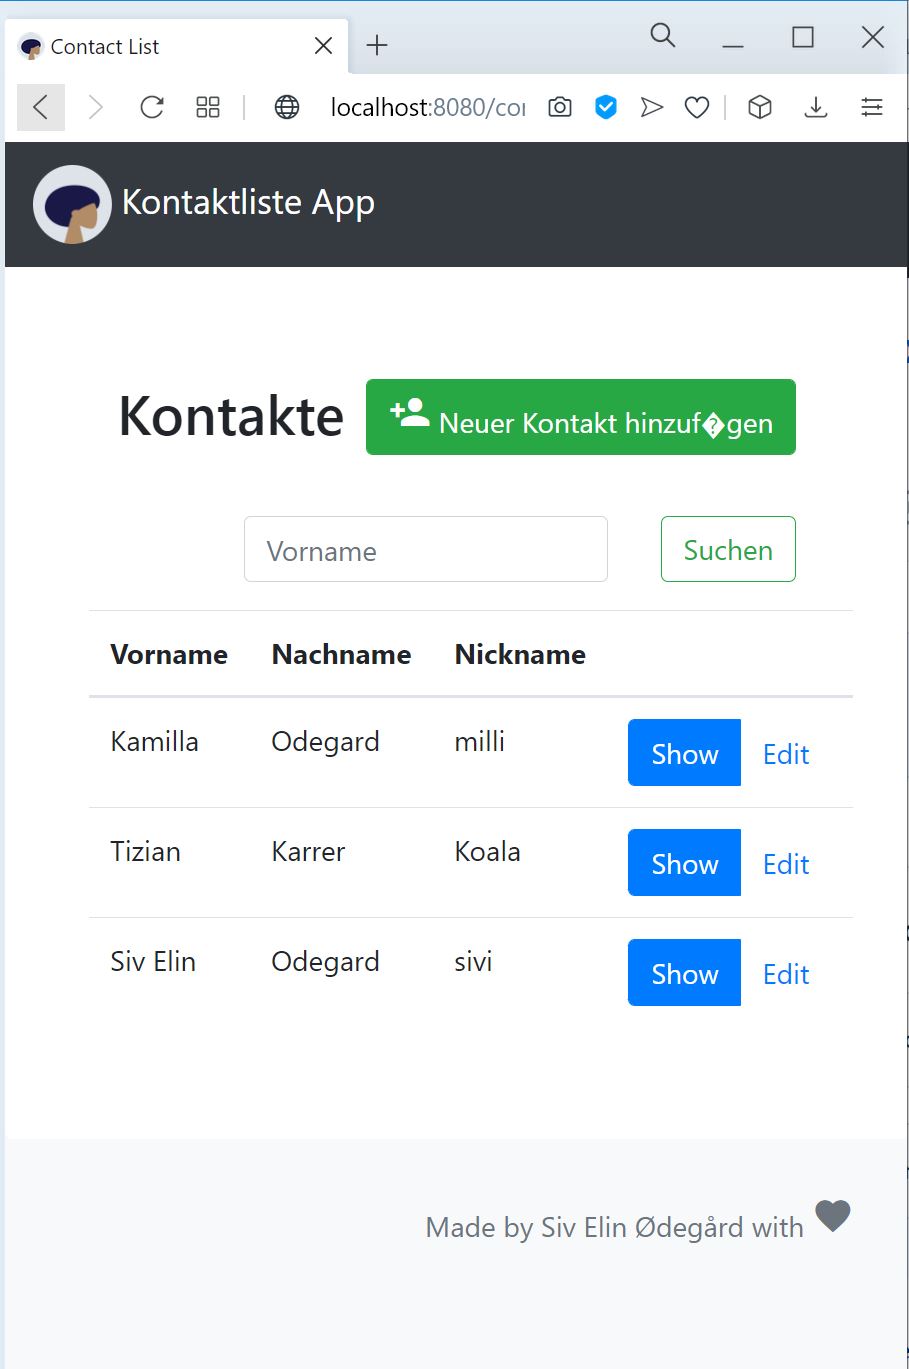 Contact List
localhost:8080/cor
Kontaktliste App
Kontakte
Neuer Kontakt hinzuf�gen
Vorname
Suchen
Vorname Nachname Nickname
Kamilla Odegard milli Show Edit
Tizian Karrer Koala Show Edit
Siv Elin Odegard sivi Show Edit
Made by Siv Elin Ødegård with